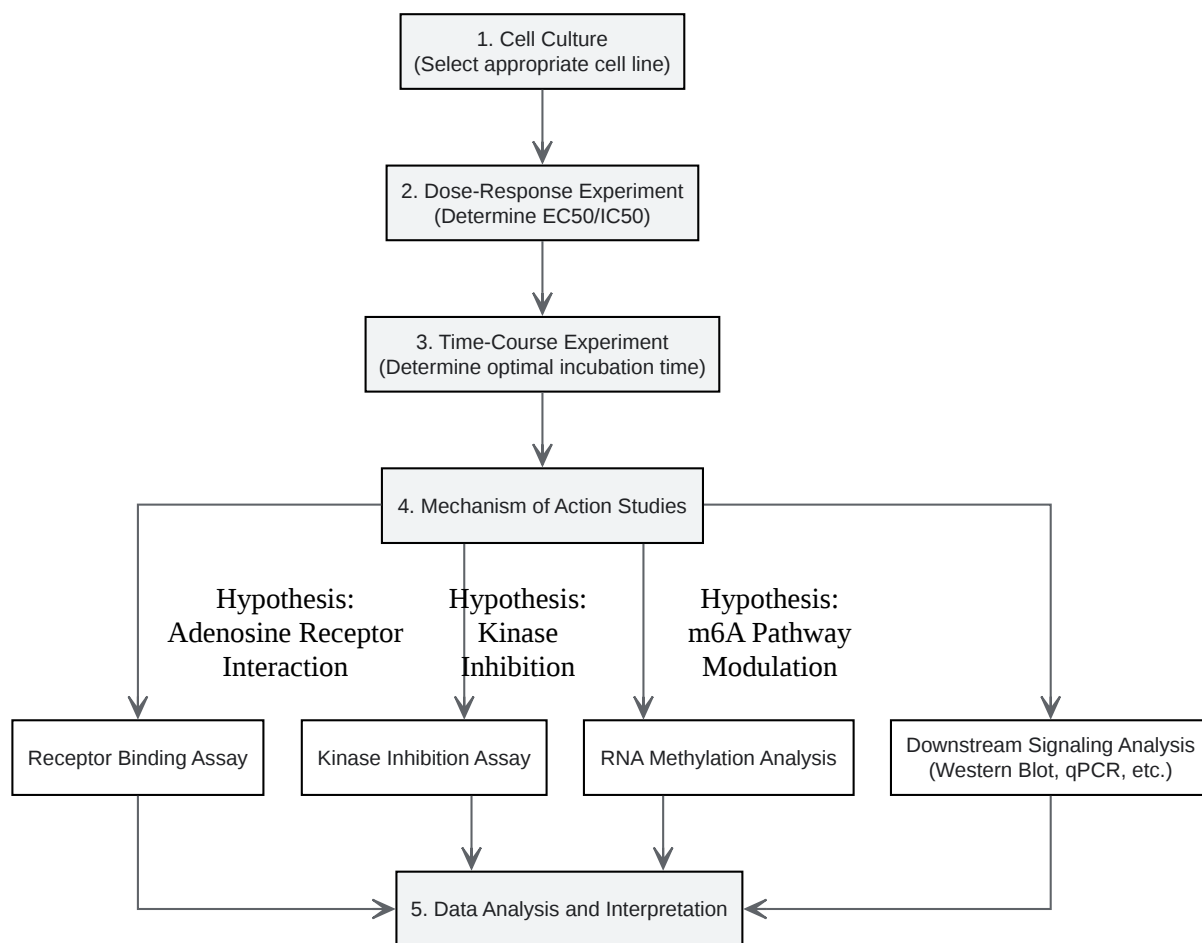 1. Cell Culture
(Select appropriate cell line)
2. Dose-Response Experiment
(Determine EC50/IC50)
3. Time-Course Experiment
(Determine optimal incubation time)
4. Mechanism of Action Studies
Hypothesis:
Adenosine Receptor
Interaction
Hypothesis:
Kinase
Inhibition
Hypothesis:
m6A Pathway
Modulation
Receptor Binding Assay
Kinase Inhibition Assay
RNA Methylation Analysis
Downstream Signaling Analysis
(Western Blot, qPCR, etc.)
5. Data Analysis and Interpretation